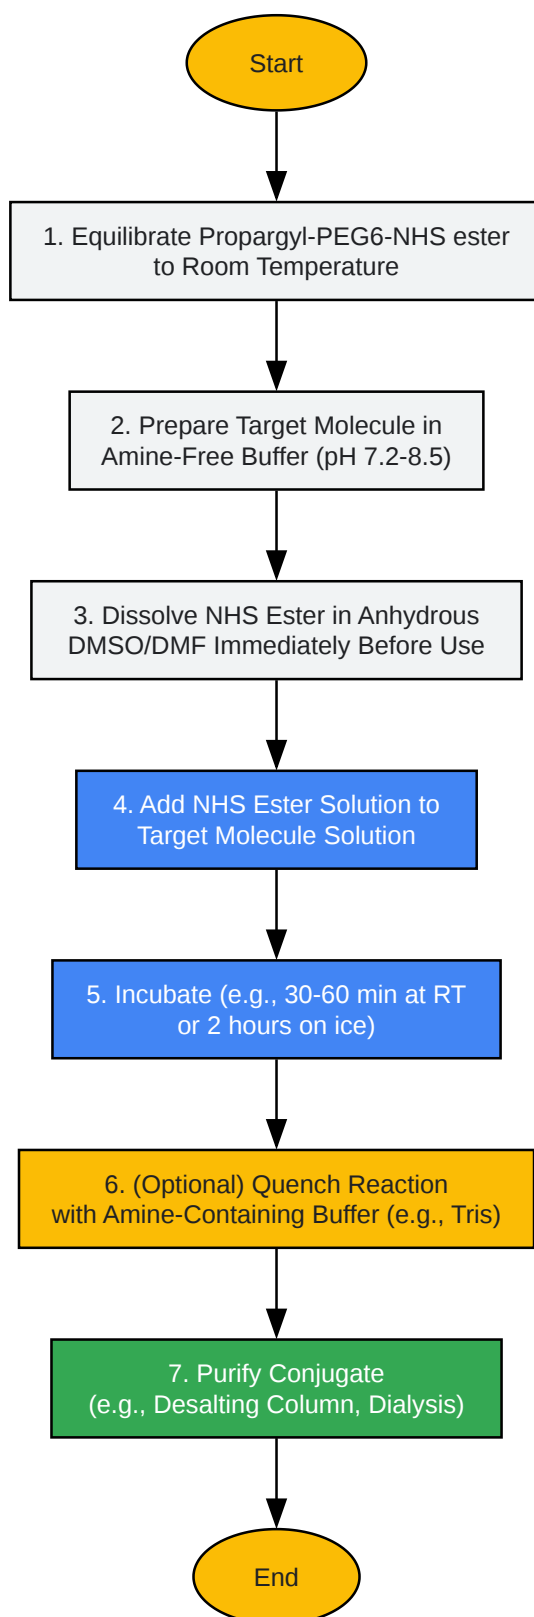 Start
1. Equilibrate Propargyl-PEG6-NHS ester
to Room Temperature
2. Prepare Target Molecule in
Amine-Free Buffer (pH 7.2-8.5)
3. Dissolve NHS Ester in Anhydrous
DMSO/DMF Immediately Before Use
4. Add NHS Ester Solution to
Target Molecule Solution
5. Incubate (e.g., 30-60 min at RT
or 2 hours on ice)
6. (Optional) Quench Reaction
with Amine-Containing Buffer (e.g., Tris)
7. Purify Conjugate
(e.g., Desalting Column, Dialysis)
End